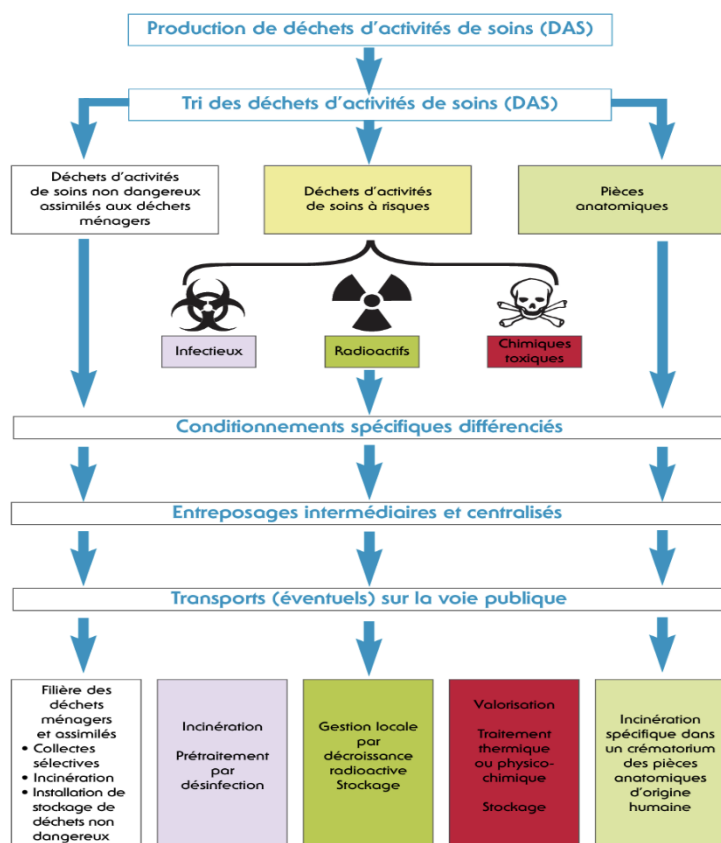 Production de déchets d'activités de soins (DAS)
Tri des déchets d'activités de soins (DAS)
Déchets d'activités
de soins non dangereux
assimilés aux déchets
ménagers
Déchets d'activités
de soins à risques
Pièces
anatomiques
Infectieux
Radioactifs
Chimiques
toxiques
Conditionnements spécifiques différenciés
Entreposages intermédiaires et centralisés
Transports (éventuels) sur la voie publique
Filière des
déchets
ménagers
et assimilés
• Collectes
sélectives
• Incinération
• Installation de
stockage de
déchets non
dangereux
Incinération
Prétraitement
par
désinfection
Gestion locale
par
décroissance
radioactive
Stockage
Valorisation
Traitement
thermique
ou physico-
chimique
Stockage
Incinération
spécifique dans
un crématorium
des pièces
anatomiques
d'origine
humaine